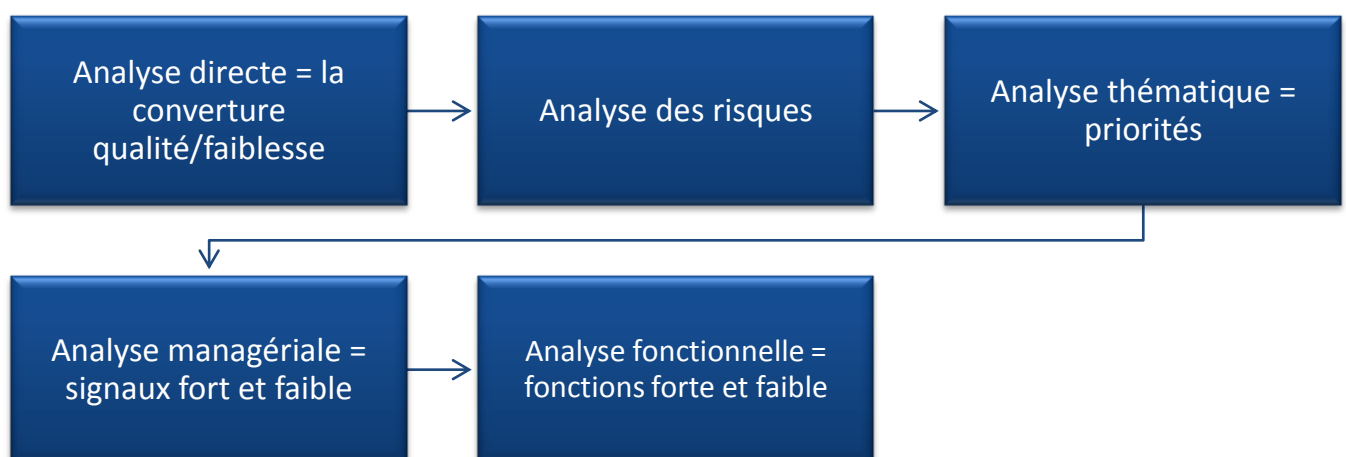 Analyse directe = la
converture
qualité/faiblesse
Analyse des risques
Analyse thématique =
priorités
Analyse managériale =
signaux fort et faible
Analyse fonctionnelle =
fonctions forte et faible